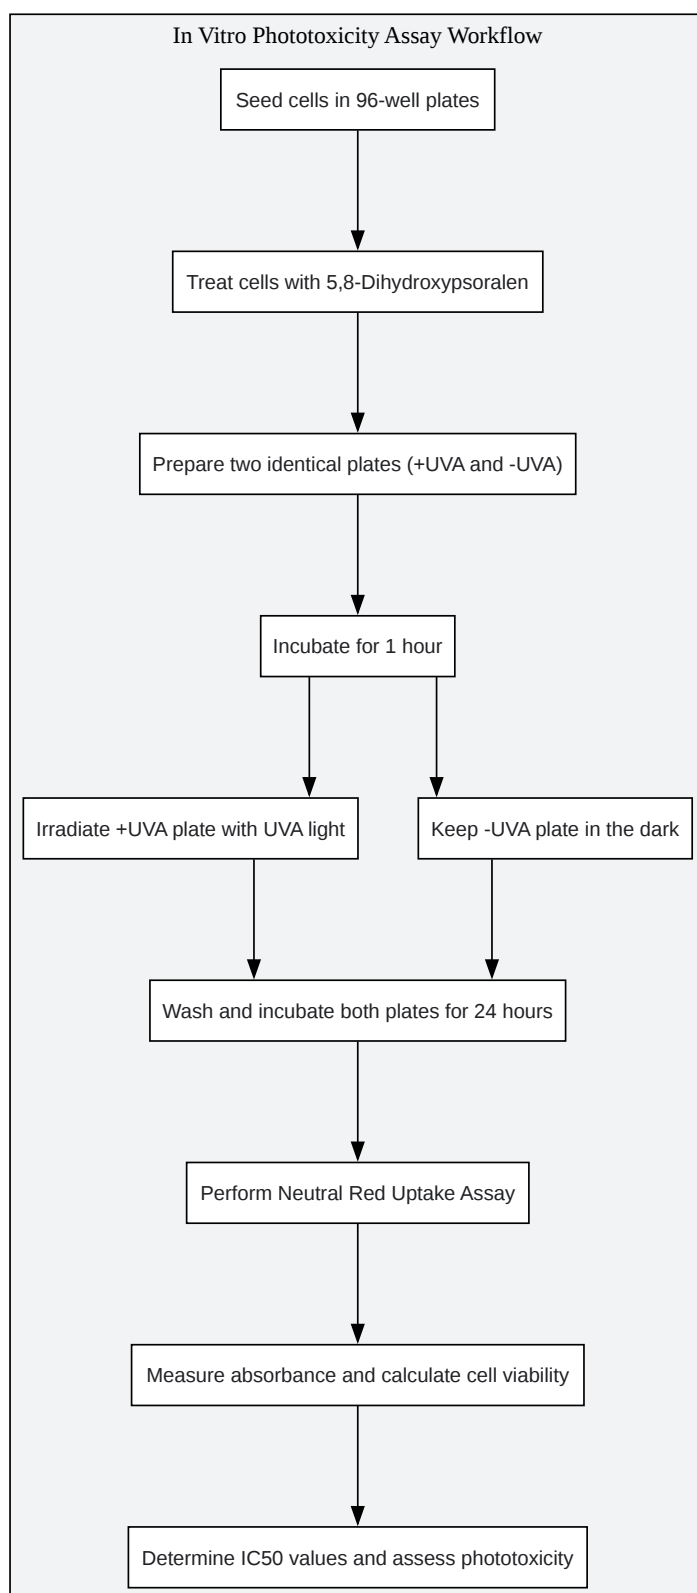 In Vitro Phototoxicity Assay Workflow
Seed cells in 96-well plates
Treat cells with 5,8-Dihydroxypsoralen
Prepare two identical plates (+UVA and -UVA)
Incubate for 1 hour
Irradiate +UVA plate with UVA light
Keep -UVA plate in the dark
Wash and incubate both plates for 24 hours
Perform Neutral Red Uptake Assay
Measure absorbance and calculate cell viability
Determine IC50 values and assess phototoxicity